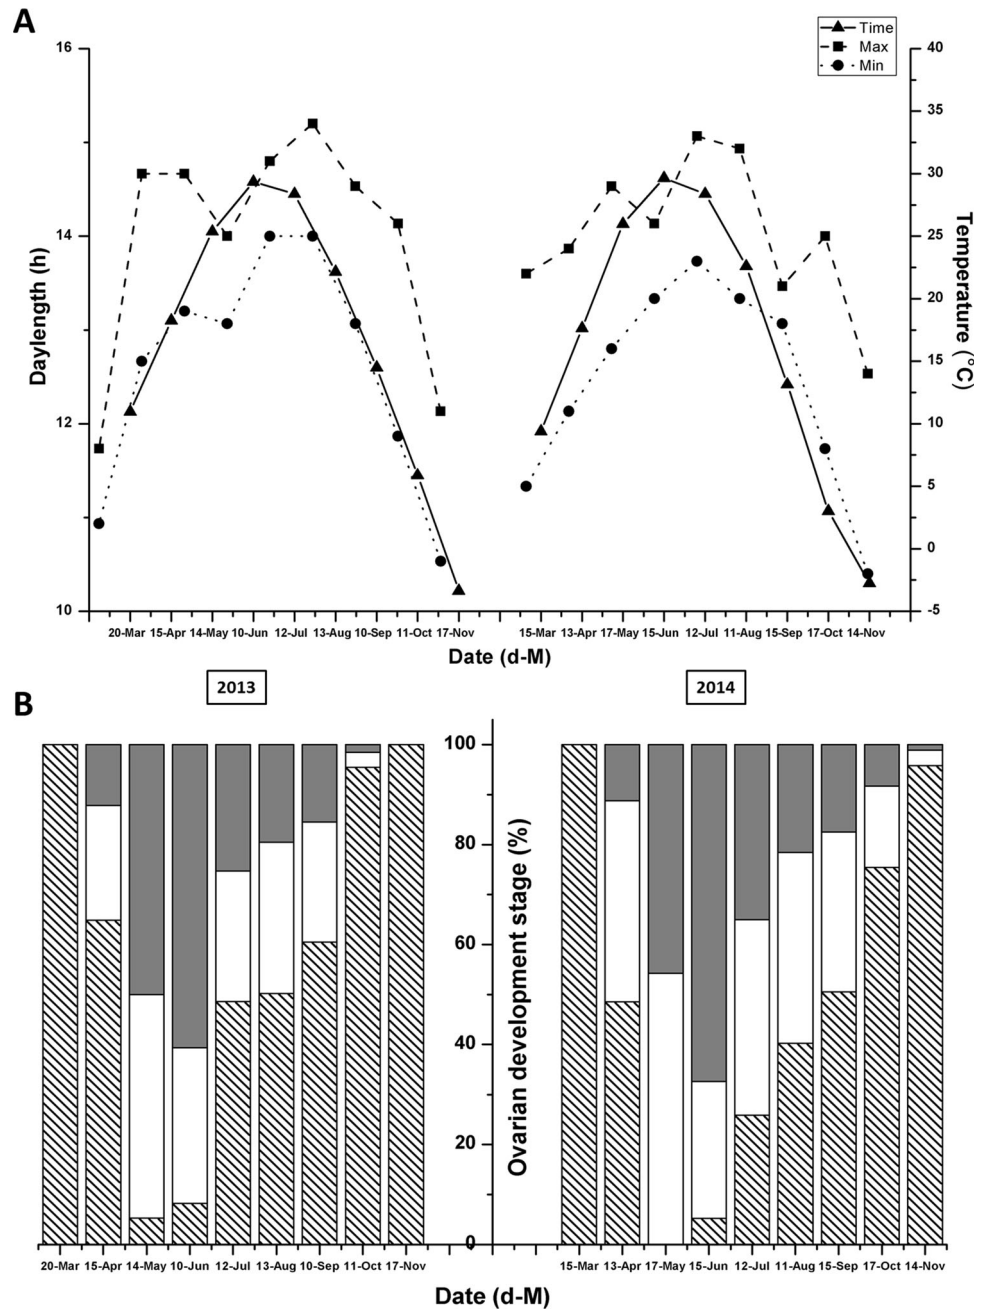 A
Time
Max
Min
16
15
14
13
12
11
10
Daylength (h)
40
35
30
25
20
15
10
5
0
-5
Temperature (°C)
20-Mar 15-Apr 14-May 10-Jun 12-Jul 13-Aug 10-Sep 11-Oct 17-Nov 15-Mar 13-Apr 17-May 15-Jun 12-Jul 11-Aug 15-Sep 17-Oct 14-Nov
Date (d-M)
2013 2014
B
100
80
60
40
20
0
Ovarian development stage (%)
20-Mar 15-Apr 14-May 10-Jun 12-Jul 13-Aug 10-Sep 11-Oct 17-Nov 15-Mar 13-Apr 17-May 15-Jun 12-Jul 11-Aug 15-Sep 17-Oct 14-Nov
Date (d-M)